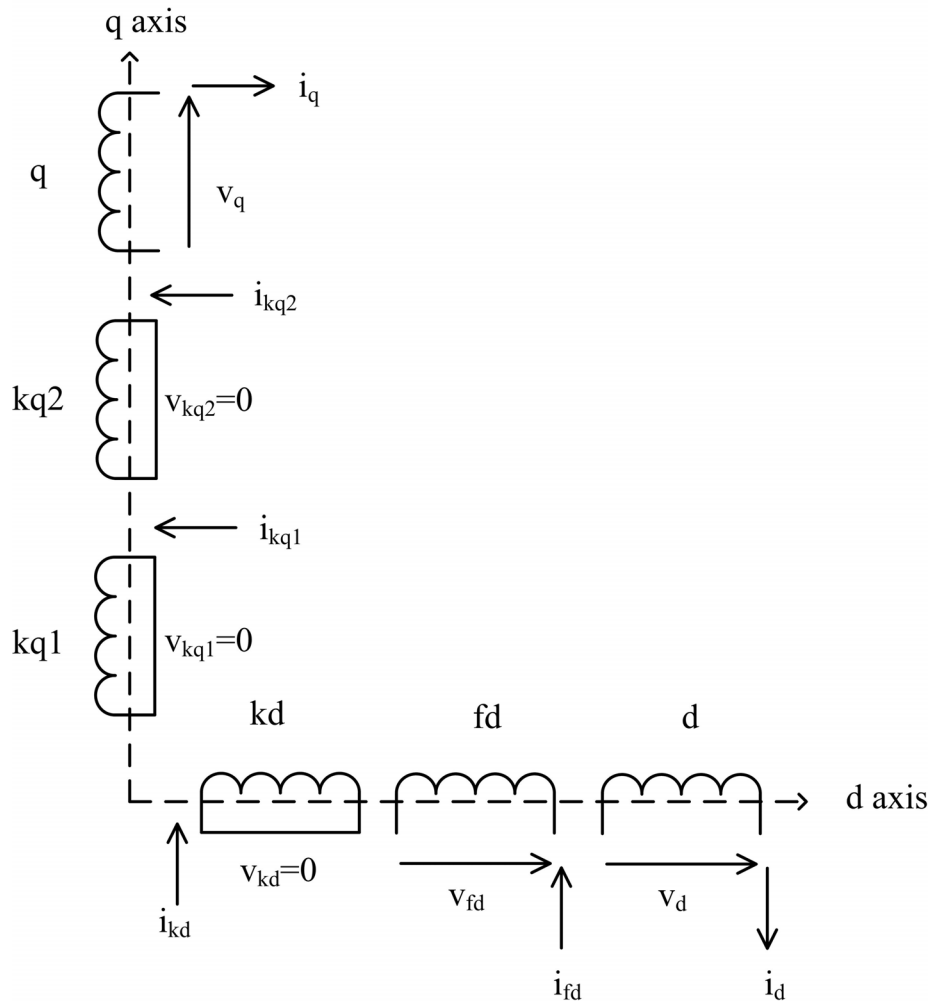 q axis
i_q
q
v_q
i_kq2
kq2
v_kq2=0
i_kq1
kq1
v_kq1=0
kd
fd
d
d axis
v_kd=0
v_fd
v_d
i_kd
i_fd
i_d